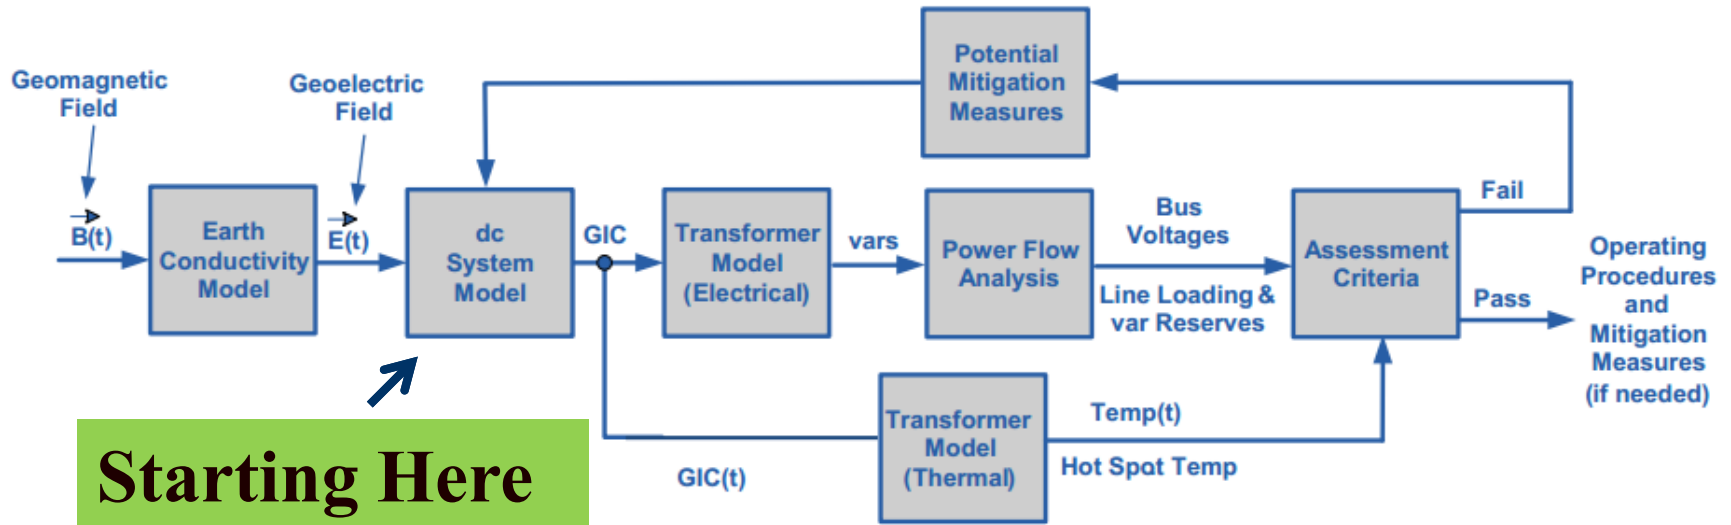 Geomagnetic
Field
Geoelectric
Field
Potential
Mitigation
Measures
B(t)
Earth
Conductivity
Model
E(t)
dc
System
Model
GIC
Transformer
Model
(Electrical)
vars
Power Flow
Analysis
Bus
Voltages
Line Loading &
var Reserves
Assessment
Criteria
Fail
Pass
Operating
Procedures
and
Mitigation
Measures
(if needed)
Starting Here
GIC(t)
Transformer
Model
(Thermal)
Temp(t)
Hot Spot Temp